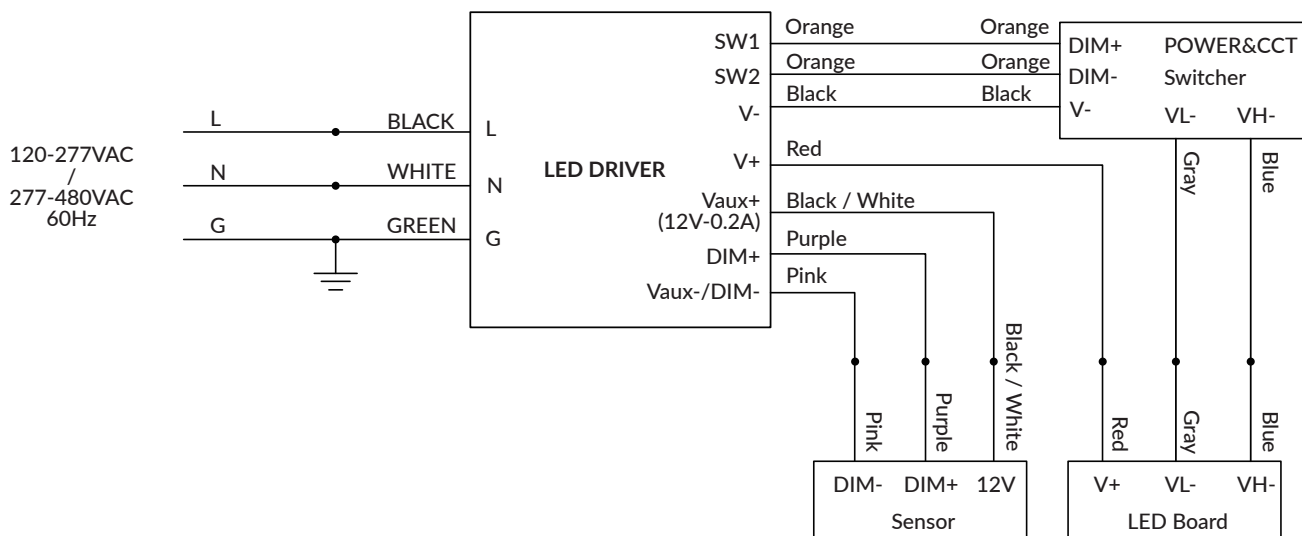 120-277VAC
/
277-480VAC
60Hz
L
BLACK
N
WHITE
G
GREEN
L
N
G
LED DRIVER
SW1
SW2
V-
V+
Vaux+
(12V-0.2A)
DIM+
Vaux-/DIM-
Orange
Orange
Orange
Orange
Black
Black
Red
Black / White
Purple
Pink
DIM+
POWER&CCT
DIM-
Switcher
V-
VL-
VH-
Gray
Blue
Pink
Purple
Black / White
Red
Gray
Blue
DIM-
DIM+
12V
Sensor
V+
VL-
VH-
LED Board